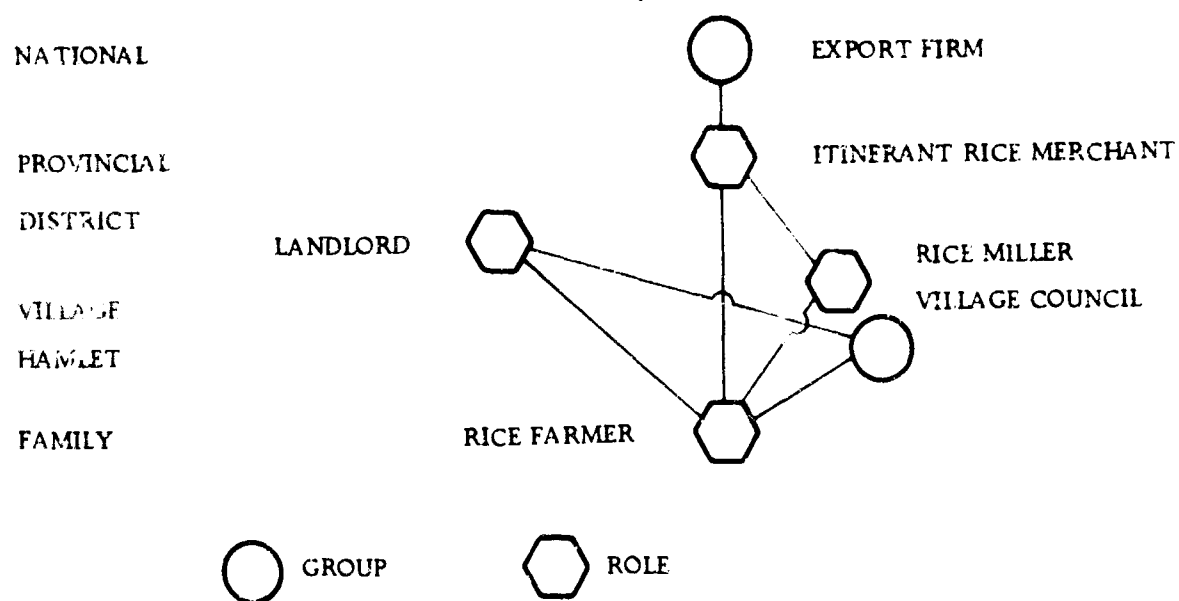 NATIONAL
EXPORT FIRM
PROVINCIAL
ITINERANT RICE MERCHANT
DISTRICT
LANDLORD
RICE MILLER
VILLAGE COUNCIL
VILLAGE
HAMLET
FAMILY
RICE FARMER
GROUP
ROLE